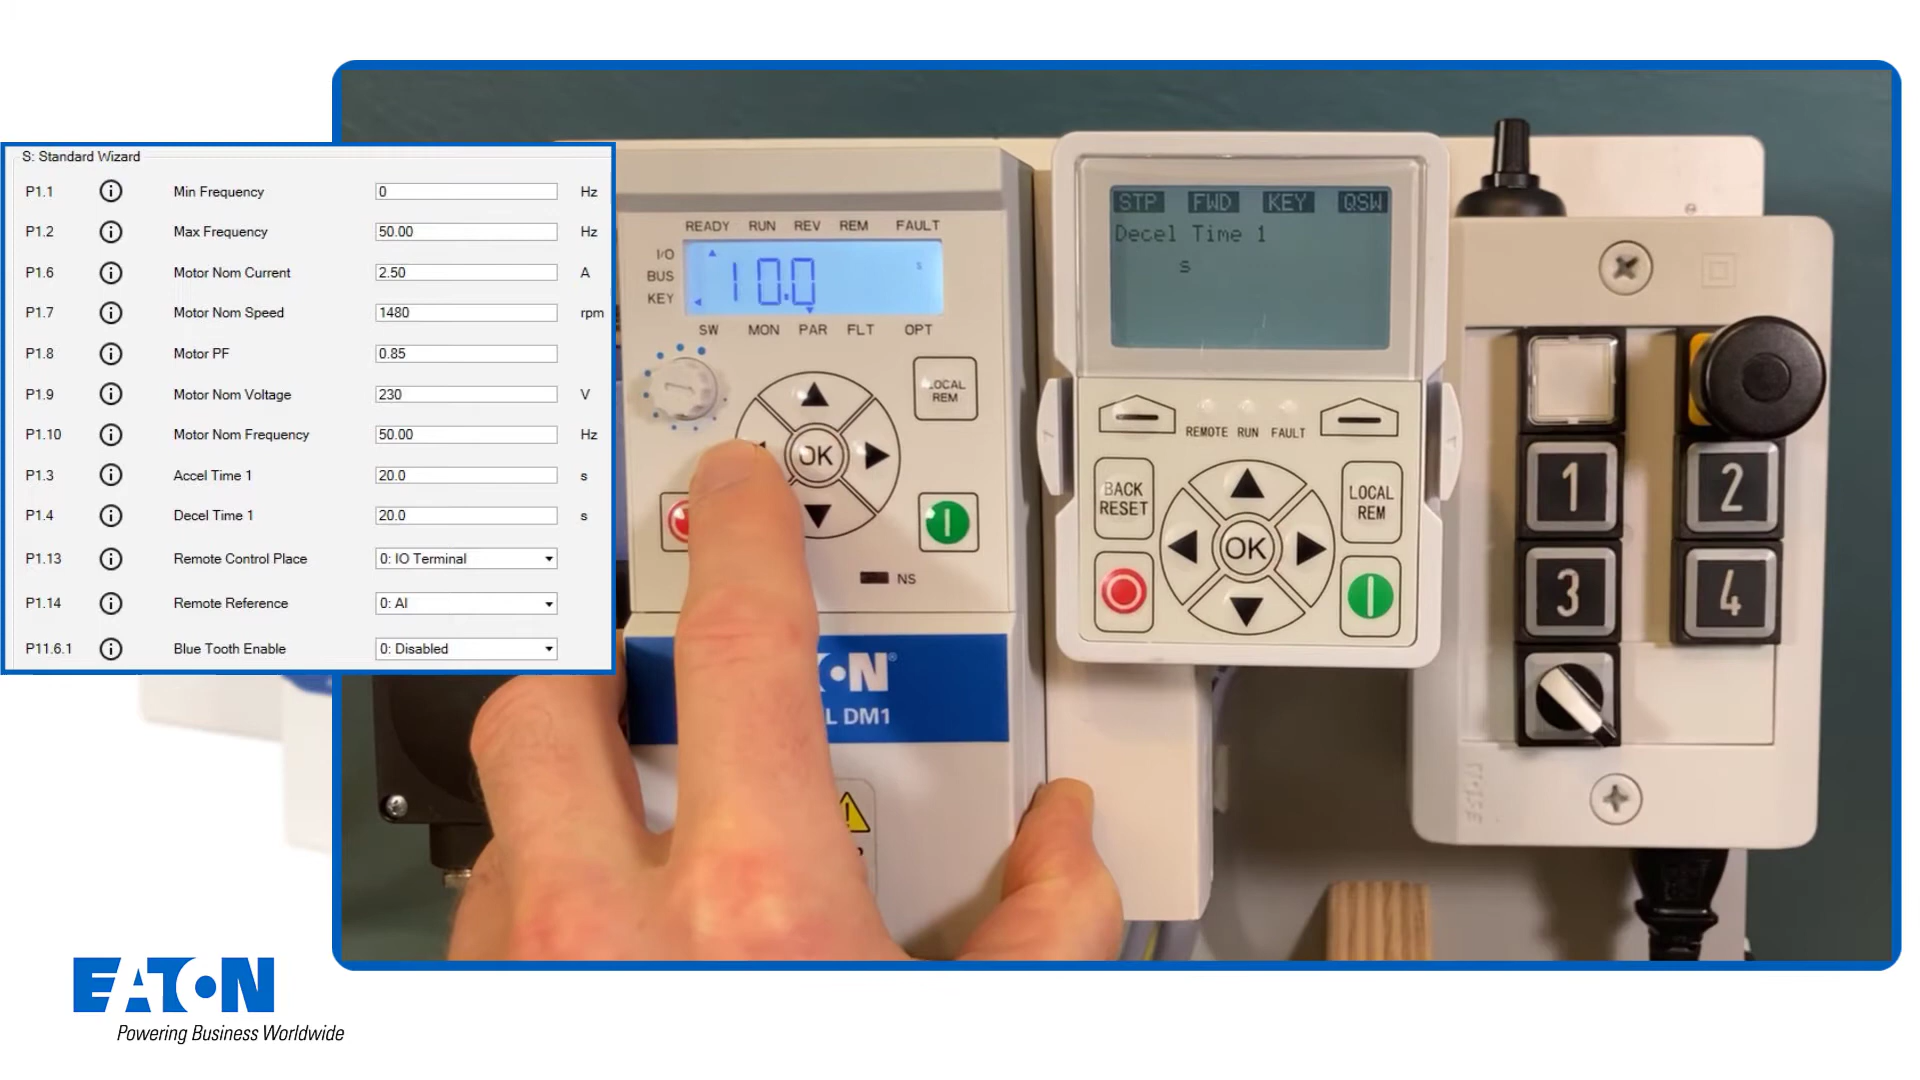 S: Standard Wizard
P1.1 Min Frequency 0 Hz
P1.2 Max Frequency 50.00 Hz
P1.6 Motor Nom Current 2.50 A
P1.7 Motor Nom Speed 1480 rpm
P1.8 Motor PF 0.85
P1.9 Motor Nom Voltage 230 V
P1.10 Motor Nom Frequency 50.00 Hz
P1.3 Accel Time 1 20.0 s
P1.4 Decel Time 1 20.0 s
P1.13 Remote Control Place 0: IO Terminal
P1.14 Remote Reference 0: AI
P11.6.1 Blue Tooth Enable 0: Disabled
READY RUN REV REM FAULT
I/O
BUS
KEY
10.0 s
SW MON PAR FLT OPT
LOCAL
REM
OK
NS
DM1
STP FWD KEY QSW
Decel Time 1
s
REMOTE RUN FAULT
BACK
RESET
LOCAL
REM
OK
1
2
3
4
EATON
EATON
Powering Business Worldwide